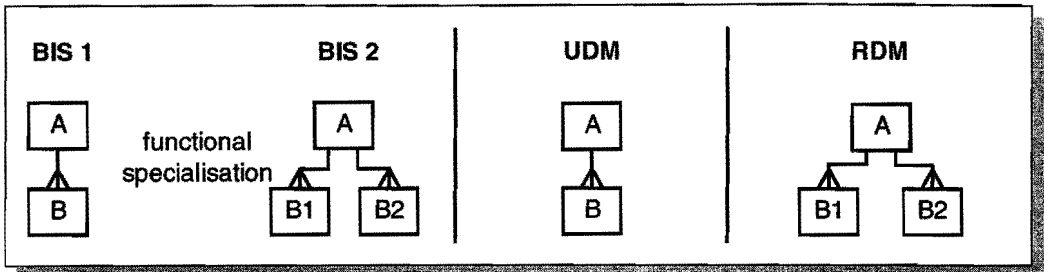 BIS 1 BIS 2 UDM RDM
A A A A
functional
specialisation
B B1 B2 B B1 B2